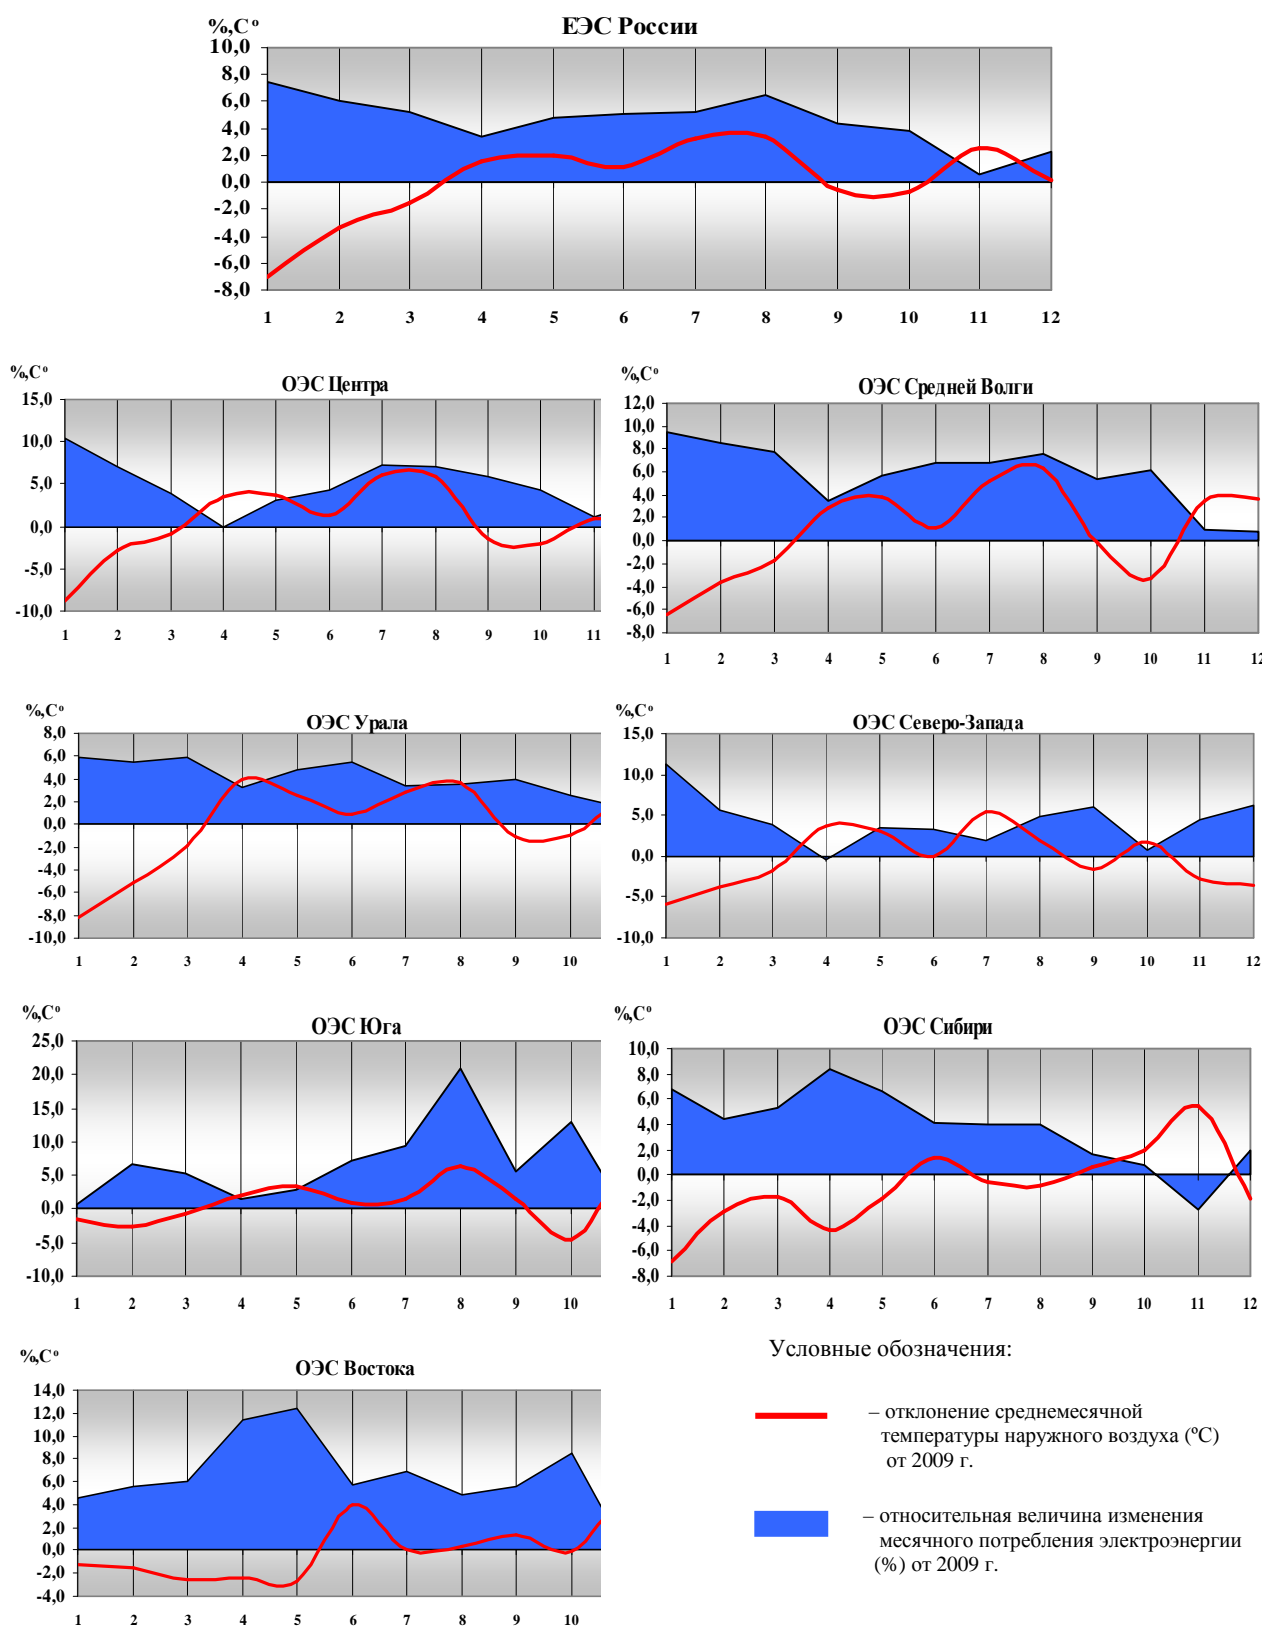 ЕЭС России
%,C°
10,0
8,0
6,0
4,0
2,0
0,0
-2,0
-4,0
-6,0
-8,0
1 2 3 4 5 6 7 8 9 10 11 12
ОЭС Центра
%,C°
15,0
10,0
5,0
0,0
-5,0
-10,0
1 2 3 4 5 6 7 8 9 10 11
ОЭС Средней Волги
%,C°
12,0
10,0
8,0
6,0
4,0
2,0
0,0
-2,0
-4,0
-6,0
-8,0
1 2 3 4 5 6 7 8 9 10 11 12
ОЭС Урала
%,C°
8,0
6,0
4,0
2,0
0,0
-2,0
-4,0
-6,0
-8,0
-10,0
1 2 3 4 5 6 7 8 9 10
ОЭС Северо-Запада
%,C°
15,0
10,0
5,0
0,0
-5,0
-10,0
1 2 3 4 5 6 7 8 9 10 11 12
ОЭС Юга
%,C°
25,0
20,0
15,0
10,0
5,0
0,0
-5,0
-10,0
1 2 3 4 5 6 7 8 9 10
ОЭС Сибири
%,C°
10,0
8,0
6,0
4,0
2,0
0,0
-2,0
-4,0
-6,0
-8,0
1 2 3 4 5 6 7 8 9 10 11 12
ОЭС Востока
%,C°
14,0
12,0
10,0
8,0
6,0
4,0
2,0
0,0
-2,0
-4,0
1 2 3 4 5 6 7 8 9 10
Условные обозначения:
– отклонение среднемесячной
температуры наружного воздуха (ºС)
от 2009 г.
– относительная величина изменения
месячного потребления электроэнергии
(%) от 2009 г.